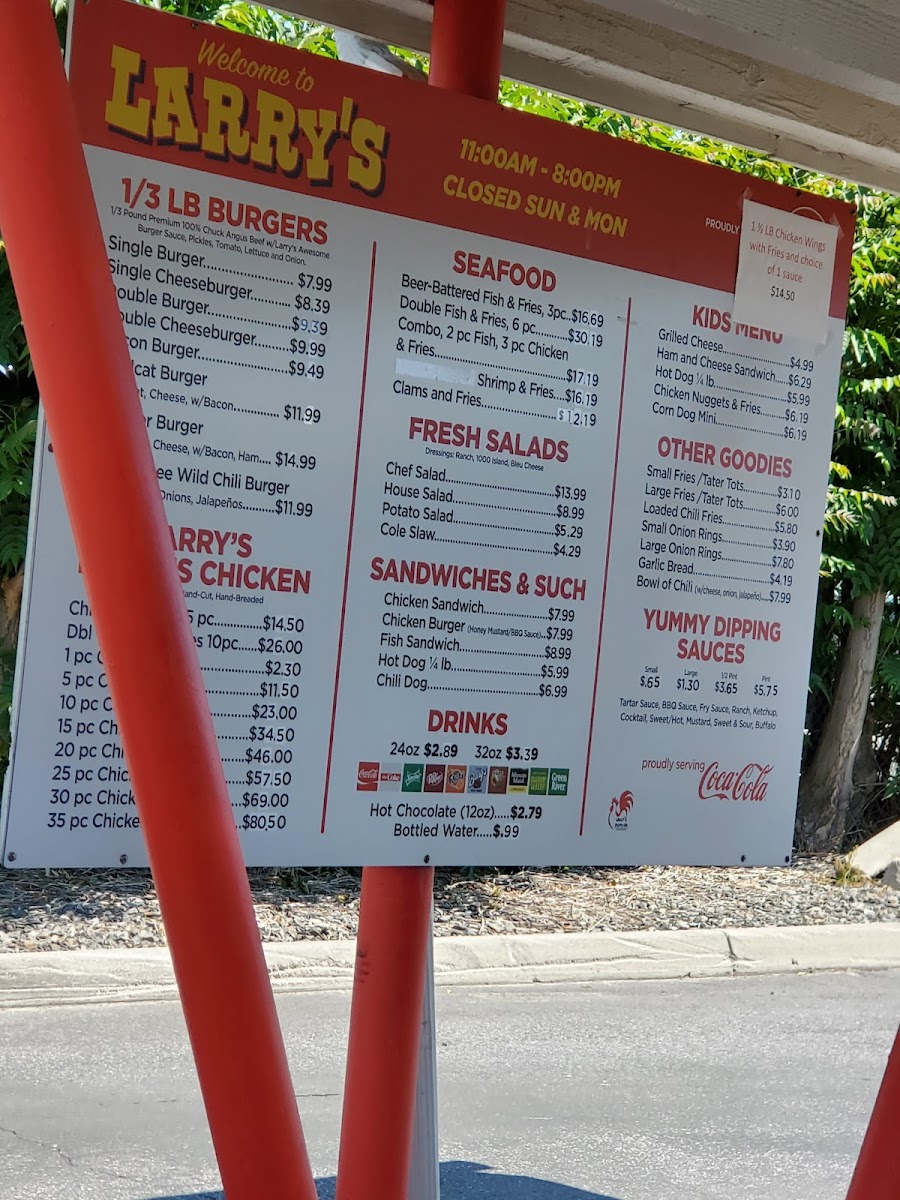 Welcome to
LARRY'S
11:00AM - 8:00PM
CLOSED SUN & MON
PROUDLY
1 ½ LB Chicken Wings
with Fries and choice
of 1 sauce
$14.50
1/3 LB BURGERS
1/3 Pound Premium 100% Chuck Angus Beef w/Larry's Awesome
Burger Sauce, Pickles, Tomato, Lettuce and Onion.
Single Burger.................... $7.99
Single Cheeseburger.......... $8.39
ouble Burger....................$9.39
uble Cheeseburger.........$9.99
con Burger......................$9.49
cat Burger
t, Cheese, w/Bacon............. $11.99
r Burger
Cheese, w/Bacon, Ham.... $14.99
ee Wild Chili Burger
Onions, Jalapeños.........$11.99
ARRY'S
S CHICKEN
and-Cut, Hand-Breaded
Ch 5 pc............$14.50
Dbl es 10pc.....$26.00
1 pc C ....................$2.30
5 pc C ...................$11.50
10 pc C ..................$23.00
15 pc Ch ................$34.50
20 pc Chi ...............$46.00
25 pc Chic ..............$57.50
30 pc Chick ............$69.00
35 pc Chicke ...........$80,50
SEAFOOD
Beer-Battered Fish & Fries, 3pc..$16.69
Double Fish & Fries, 6 pc.......$30.19
Combo, 2 pc Fish, 3 pc Chicken
& Fries..............................$17.19
Shrimp & Fries....$16.19
Clams and Fries..................$12.19
FRESH SALADS
Dressings: Ranch, 1000 Island, Bleu Cheese
Chef Salad.........................$13.99
House Salad........................$8.99
Potato Salad.......................$5.29
Cole Slaw............................$4.29
SANDWICHES & SUCH
Chicken Sandwich................$7.99
Chicken Burger (Honey Mustard/BBQ Sauce)...$7.99
Fish Sandwich.....................$8.99
Hot Dog ¼ lb......................$5.99
Chili Dog............................$6.99
DRINKS
24oz $2.89 32oz $3.39
Coca-Cola
Green River
Hot Chocolate (12oz).....$2.79
Bottled Water.....$.99
KIDS MENU
Grilled Cheese.....................$4.99
Ham and Cheese Sandwich.....$6.29
Hot Dog ¼ lb......................$5.99
Chicken Nuggets & Fries........$6.19
Corn Dog Mini.....................$6.19
OTHER GOODIES
Small Fries /Tater Tots...........$3.10
Large Fries /Tater Tots...........$6.00
Loaded Chili Fries................$5.80
Small Onion Rings................$3.90
Large Onion Rings................$7.80
Garlic Bread.......................$4.19
Bowl of Chili (w/cheese, onion, jalapeño)....$7.99
YUMMY DIPPING
SAUCES
Small Large 1/2 Pint Pint
$.65 $1.30 $3.65 $5.75
Tartar Sauce, BBQ Sauce, Fry Sauce, Ranch, Ketchup,
Cocktail, Sweet/Hot, Mustard, Sweet & Sour, Buffalo
proudly serving Coca-Cola